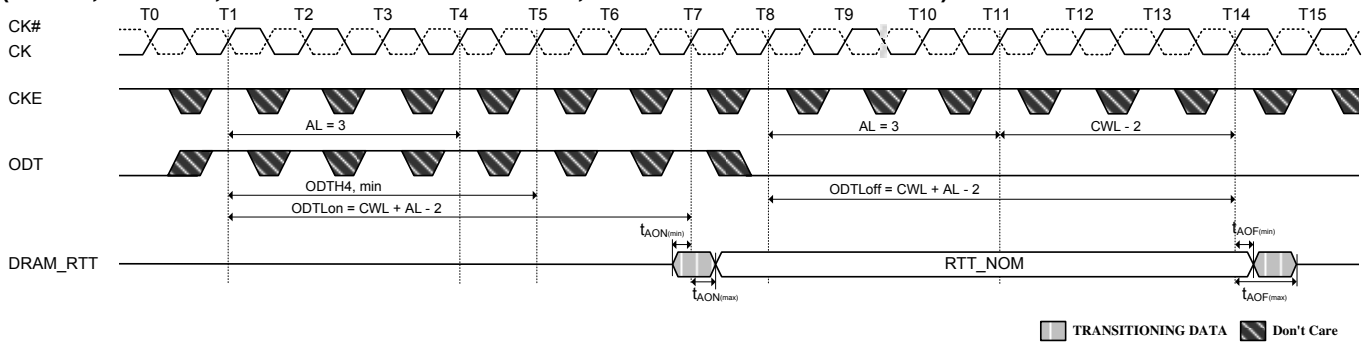 T0 T1 T2 T3 T4 T5 T6 T7 T8 T9 T10 T11 T12 T13 T14 T15
CK#
CK
CKE
AL = 3 AL = 3 CWL - 2
ODT
ODTH4, min ODTLoff = CWL + AL - 2
ODTLon = CWL + AL - 2
tAON(min) tAOF(min)
DRAM_RTT RTT_NOM
tAON(max) tAOF(max)
TRANSITIONING DATA Don't Care